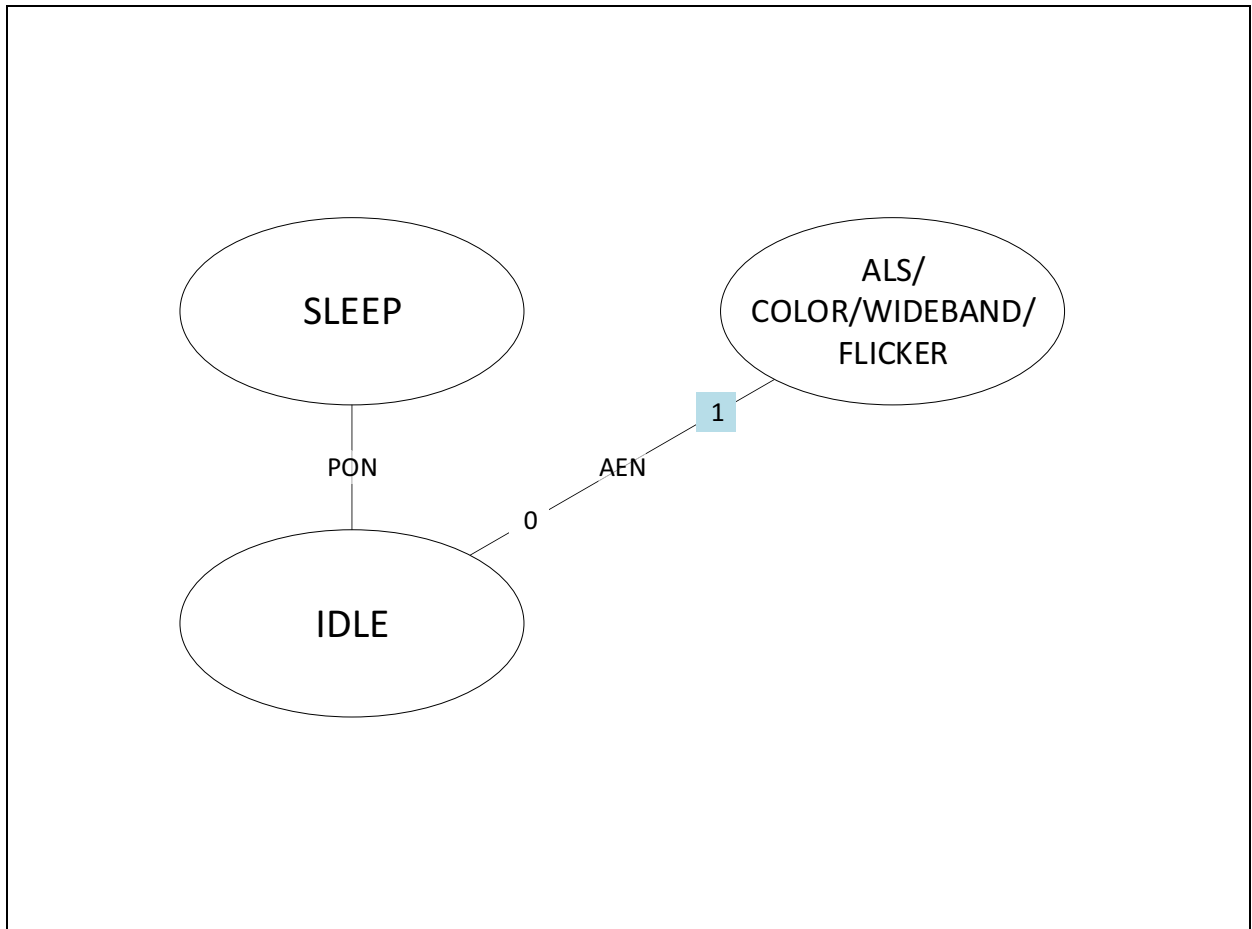 SLEEP
ALS/
COLOR/WIDEBAND/
FLICKER
1
PON
AEN
0
IDLE